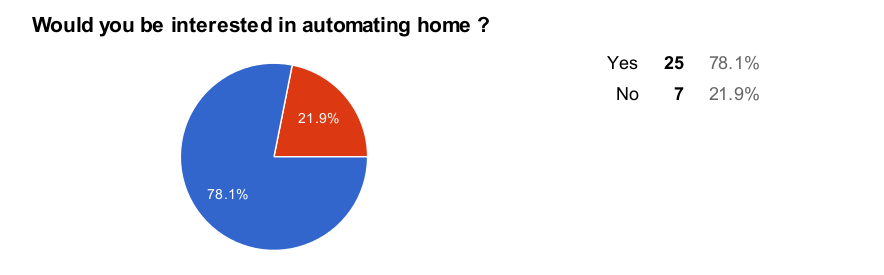 Would you be interested in automating home ?
Yes 25 78.1%
No 7 21.9%
21.9%
78.1%